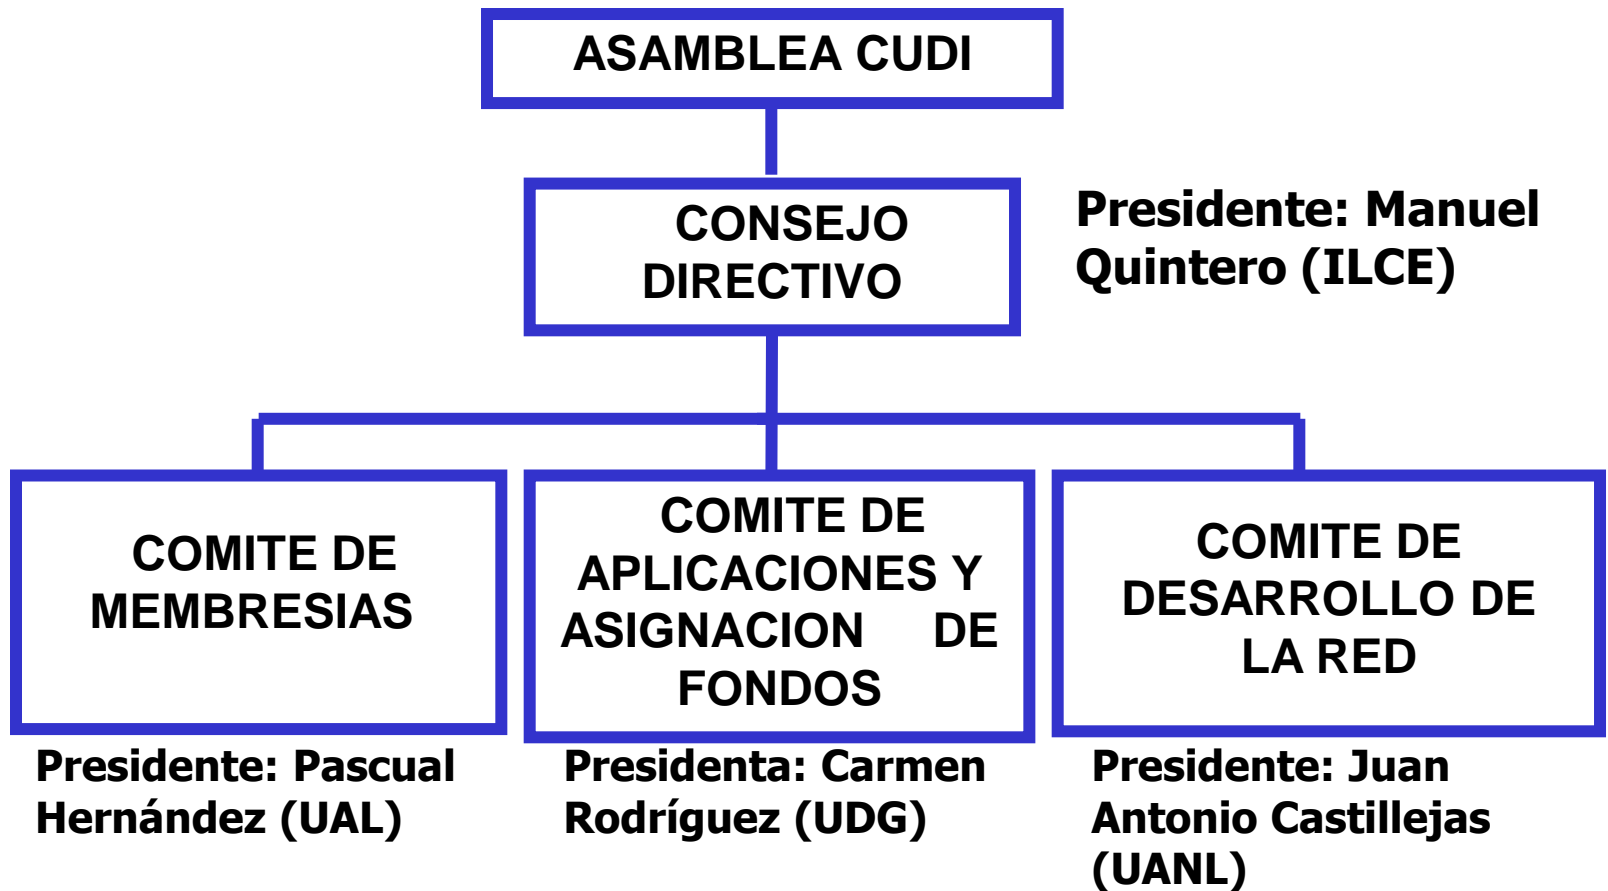 ASAMBLEA CUDI
CONSEJO
DIRECTIVO
Presidente: Manuel
Quintero (ILCE)
COMITE DE
MEMBRESIAS
COMITE DE
APLICACIONES Y
ASIGNACION DE
FONDOS
COMITE DE
DESARROLLO DE
LA RED
Presidente: Pascual
Hernández (UAL)
Presidenta: Carmen
Rodríguez (UDG)
Presidente: Juan
Antonio Castillejas
(UANL)